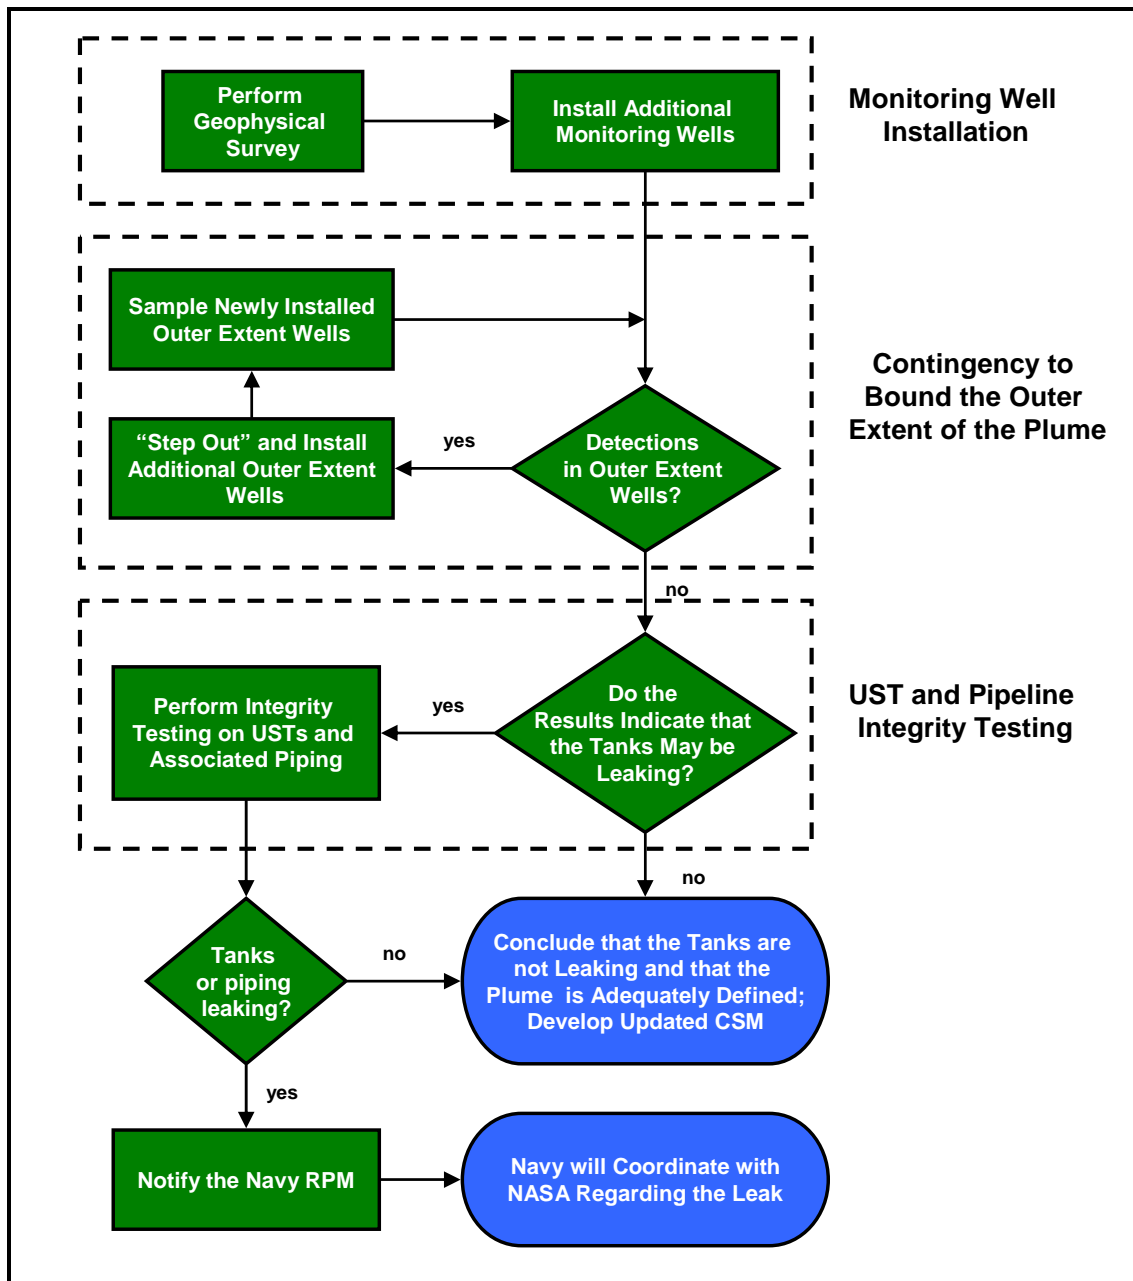 Perform
Geophysical
Survey
Install Additional
Monitoring Wells
Monitoring Well
Installation
Sample Newly Installed
Outer Extent Wells
“Step Out” and Install
Additional Outer Extent
Wells
yes
Detections
in Outer Extent
Wells?
Contingency to
Bound the Outer
Extent of the Plume
no
Perform Integrity
Testing on USTs and
Associated Piping
yes
Do the
Results Indicate that
the Tanks May be
Leaking?
UST and Pipeline
Integrity Testing
no
Tanks
or piping
leaking?
no
Conclude that the Tanks are
not Leaking and that the
Plume is Adequately Defined;
Develop Updated CSM
yes
Notify the Navy RPM
Navy will Coordinate with
NASA Regarding the Leak